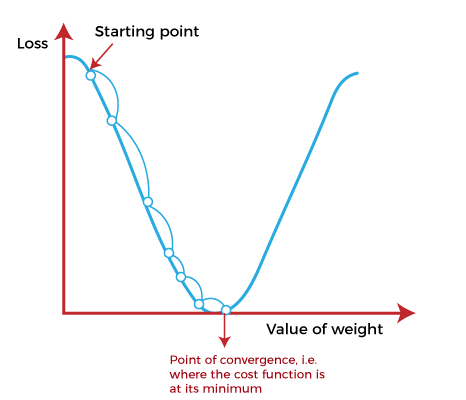 Starting point
Loss
Value of weight
Point of convergence, i.e.
where the cost function is
at its minimum